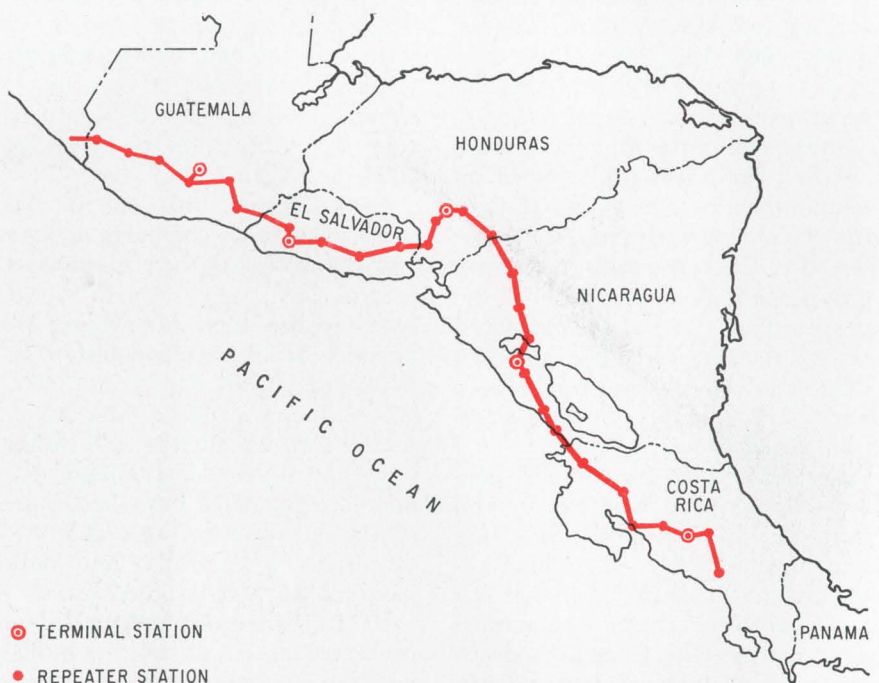 GUATEMALA
HONDURAS
EL SALVADOR
NICARAGUA
PACIFIC OCEAN
COSTA
RICA
TERMINAL STATION
PANAMA
REPEATER STATION